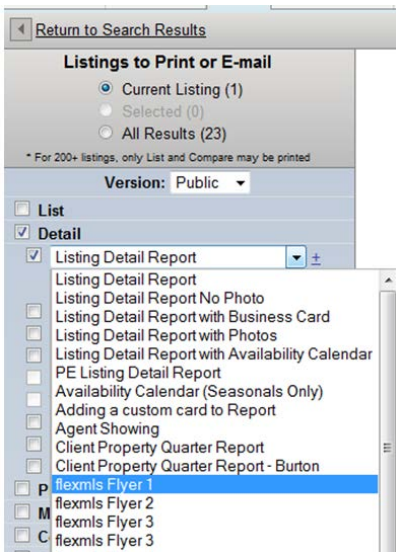 Return to Search Results
Listings to Print or E-mail
Current Listing (1)
Selected (0)
All Results (23)
* For 200+ listings, only List and Compare may be printed
Version: Public
List
Detail
Listing Detail Report ±
Listing Detail Report
Listing Detail Report No Photo
Listing Detail Report with Business Card
Listing Detail Report with Photos
Listing Detail Report with Availability Calendar
PE Listing Detail Report
Availability Calendar (Seasonals Only)
Adding a custom card to Report
Agent Showing
Client Property Quarter Report
Client Property Quarter Report - Burton
P flexmls Flyer 1
flexmls Flyer 2
M flexmls Flyer 3
C flexmls Flyer 3